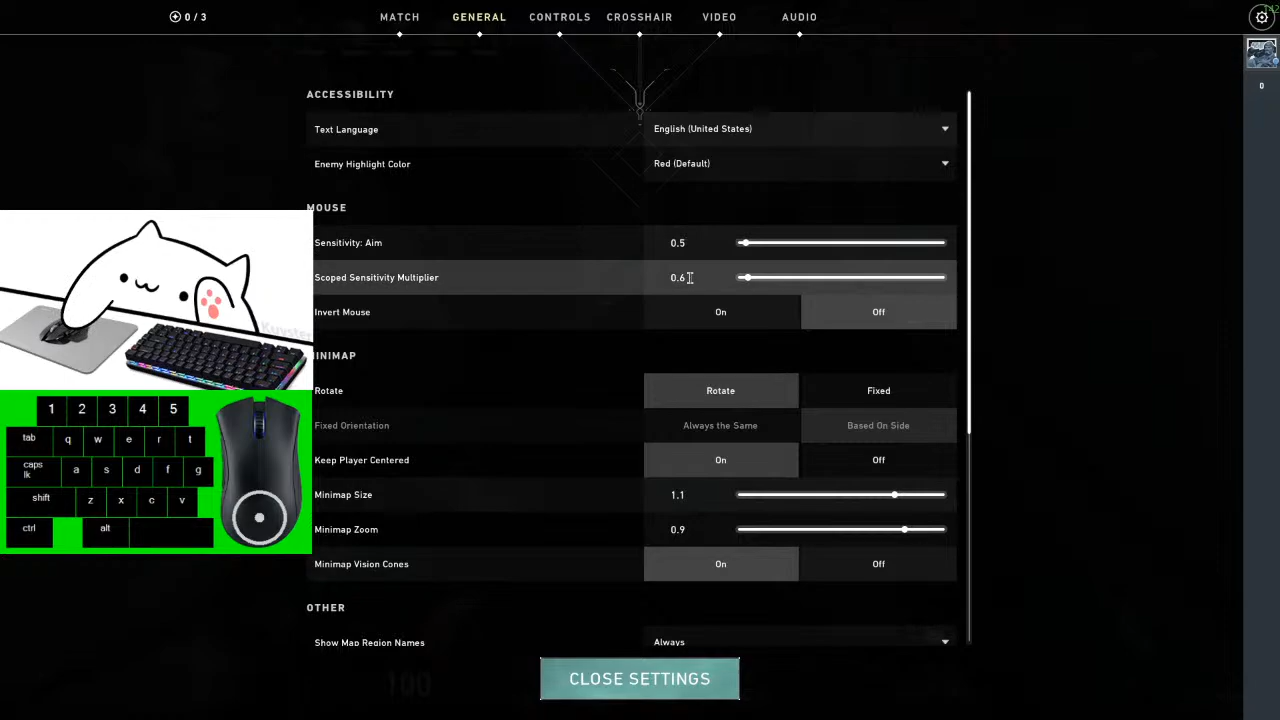 0 / 3
MATCH GENERAL CONTROLS CROSSHAIR VIDEO AUDIO
ACCESSIBILITY
Text Language English (United States)
Enemy Highlight Color Red (Default)
MOUSE
Sensitivity: Aim 0.5
Scoped Sensitivity Multiplier 0.6
Invert Mouse On Off
INIMAP
Rotate Rotate Fixed
Fixed Orientation Always the Same Based On Side
Keep Player Centered On Off
Minimap Size 1.1
Minimap Zoom 0.9
Minimap Vision Cones On Off
OTHER
Show Map Region Names Always
CLOSE SETTINGS
100
0
Kuyster
1 2 3 4 5
tab q w e r t
caps
lk a s d f g
shift z x c v
ctrl alt